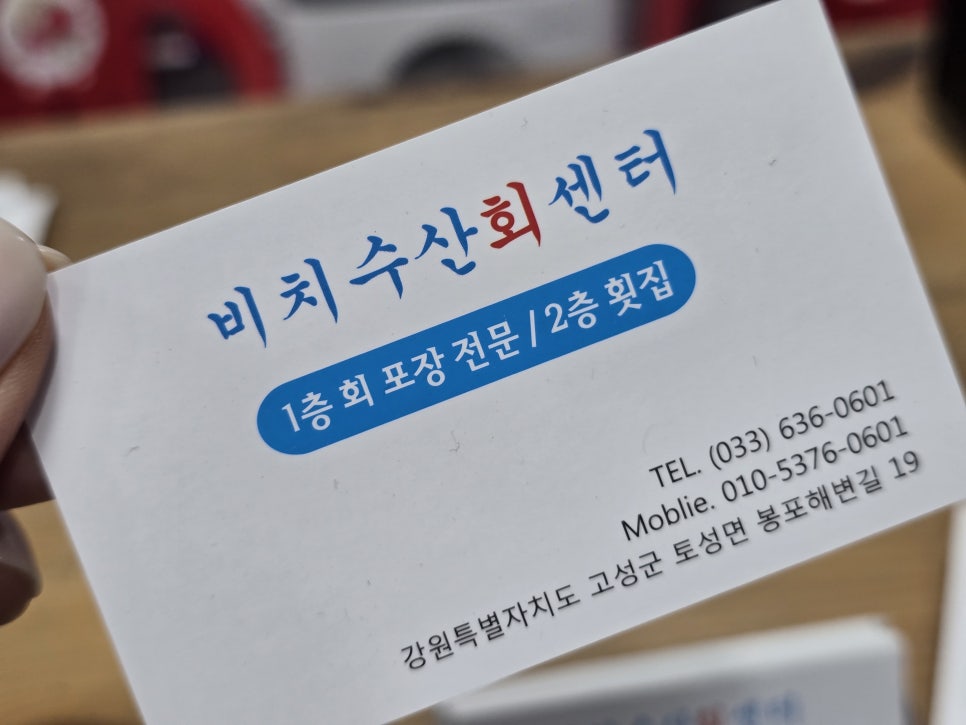 비치수산회센터
1층 회 포장 전문 / 2층 횟집
TEL. (033) 636-0601
Moblie. 010-5376-0601
강원특별자치도 고성군 토성면 봉포해변길 19